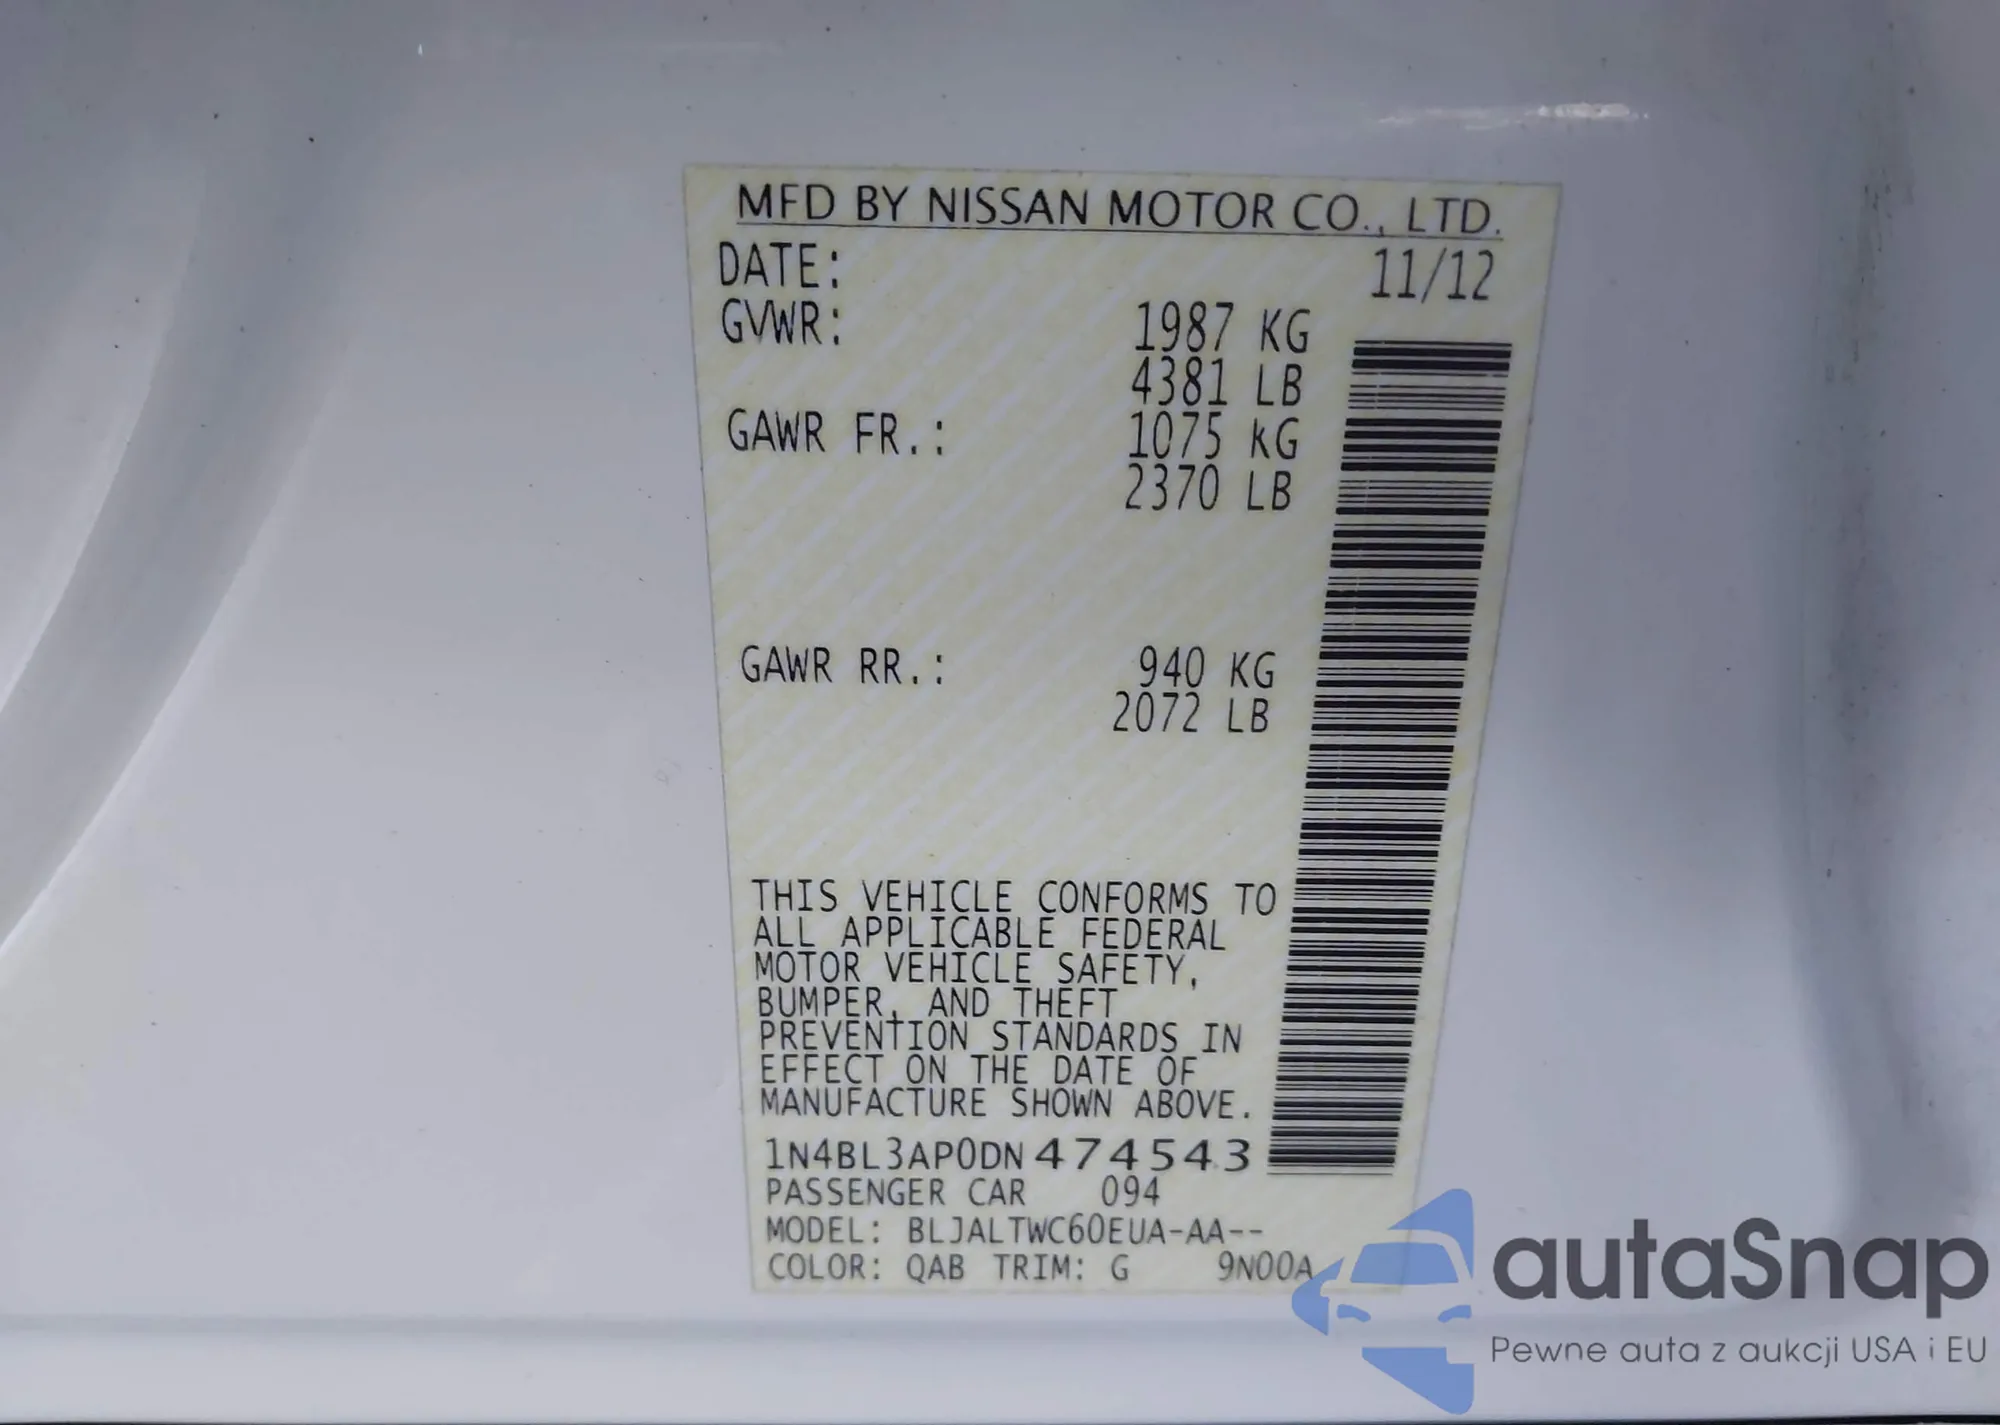 MFD BY NISSAN MOTOR CO., LTD.
DATE: 11/12
GVWR: 1987 KG
4381 LB
GAWR FR.: 1075 KG
2370 LB
GAWR RR.: 940 KG
2072 LB
THIS VEHICLE CONFORMS TO
ALL APPLICABLE FEDERAL
MOTOR VEHICLE SAFETY,
BUMPER, AND THEFT
PREVENTION STANDARDS IN
EFFECT ON THE DATE OF
MANUFACTURE SHOWN ABOVE.
1N4BL3AP0DN474543
PASSENGER CAR 094
MODEL: BLJALTWC60EUA-AA--
COLOR: QAB TRIM: G 9N00A
autaSnap
Pewne auta z aukcji USA i EU